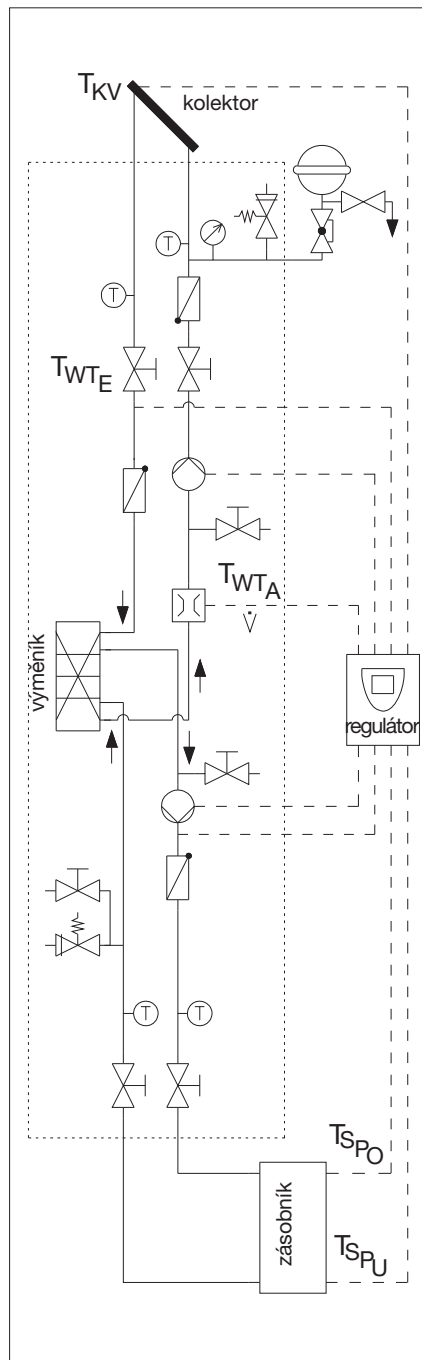 TKV
kolektor
T
T
TWTE
TWTA
V̇
výměník
regulátor
T
T
TSPO
zásobník
TSPU